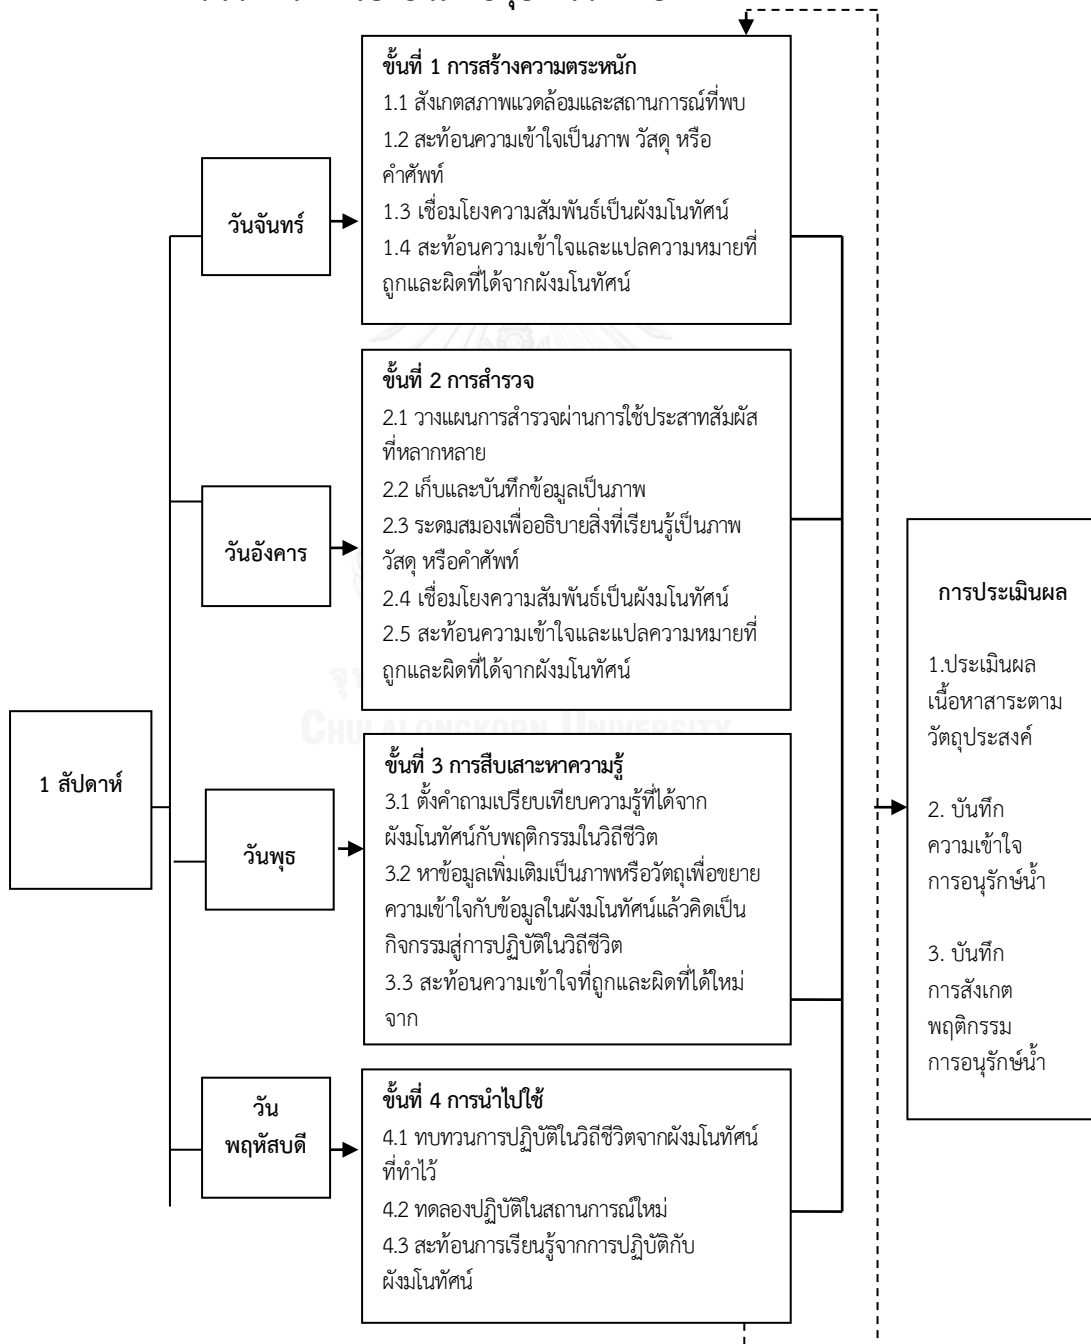 1 สัปดาห์
วันจันทร์
ขั้นที่ 1 การสร้างความตระหนัก
1.1 สังเกตสภาพแวดล้อมและสถานการณ์ที่พบ
1.2 สะท้อนความเข้าใจเป็นภาพ วัสดุ หรือ
คำศัพท์
1.3 เชื่อมโยงความสัมพันธ์เป็นผังมโนทัศน์
1.4 สะท้อนความเข้าใจและแปลความหมายที่
ถูกและผิดที่ได้จากผังมโนทัศน์
วันอังคาร
ขั้นที่ 2 การสำรวจ
2.1 วางแผนการสำรวจผ่านการใช้ประสาทสัมผัส
ที่หลากหลาย
2.2 เก็บและบันทึกข้อมูลเป็นภาพ
2.3 ระดมสมองเพื่ออธิบายสิ่งที่เรียนรู้เป็นภาพ
วัสดุ หรือคำศัพท์
2.4 เชื่อมโยงความสัมพันธ์เป็นผังมโนทัศน์
2.5 สะท้อนความเข้าใจและแปลความหมายที่
ถูกและผิดที่ได้จากผังมโนทัศน์
CHULALONGKORN UNIVERSITY
วันพุธ
ขั้นที่ 3 การสืบเสาะหาความรู้
3.1 ตั้งคำถามเปรียบเทียบความรู้ที่ได้จาก
ผังมโนทัศน์กับพฤติกรรมในวิถีชีวิต
3.2 หาข้อมูลเพิ่มเติมเป็นภาพหรือวัตถุเพื่อขยาย
ความเข้าใจกับข้อมูลในผังมโนทัศน์แล้วคิดเป็น
กิจกรรมสู่การปฏิบัติในวิถีชีวิต
3.3 สะท้อนความเข้าใจที่ถูกและผิดที่ได้ใหม่
จาก
วัน
พฤหัสบดี
ขั้นที่ 4 การนำไปใช้
4.1 ทบทวนการปฏิบัติในวิถีชีวิตจากผังมโนทัศน์
ที่ทำไว้
4.2 ทดลองปฏิบัติในสถานการณ์ใหม่
4.3 สะท้อนการเรียนรู้จากการปฏิบัติกับ
ผังมโนทัศน์
การประเมินผล
1.ประเมินผล
เนื้อหาสาระตาม
วัตถุประสงค์
2. บันทึก
ความเข้าใจ
การอนุรักษ์น้ำ
3. บันทึก
การสังเกต
พฤติกรรม
การอนุรักษ์น้ำ